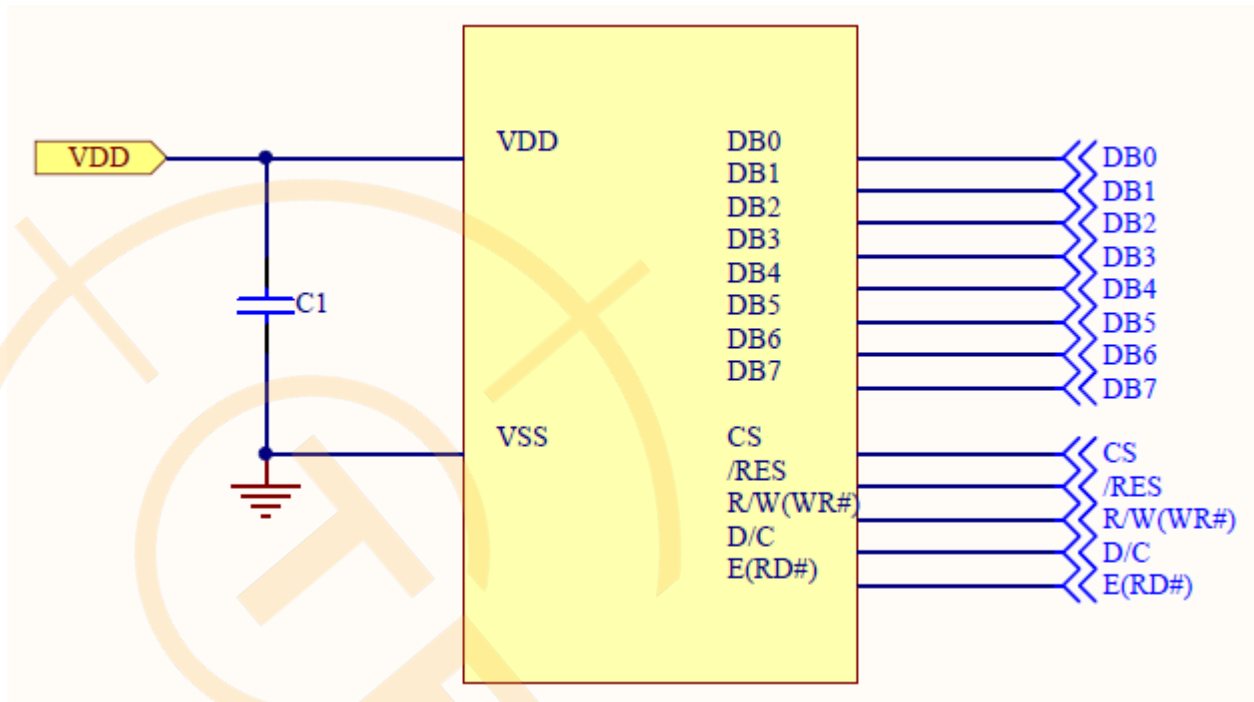 VDD
C1
VDD
VSS
DB0
DB1
DB2
DB3
DB4
DB5
DB6
DB7
CS
/RES
R/W(WR#)
D/C
E(RD#)
DB0
DB1
DB2
DB3
DB4
DB5
DB6
DB7
CS
/RES
R/W(WR#)
D/C
E(RD#)